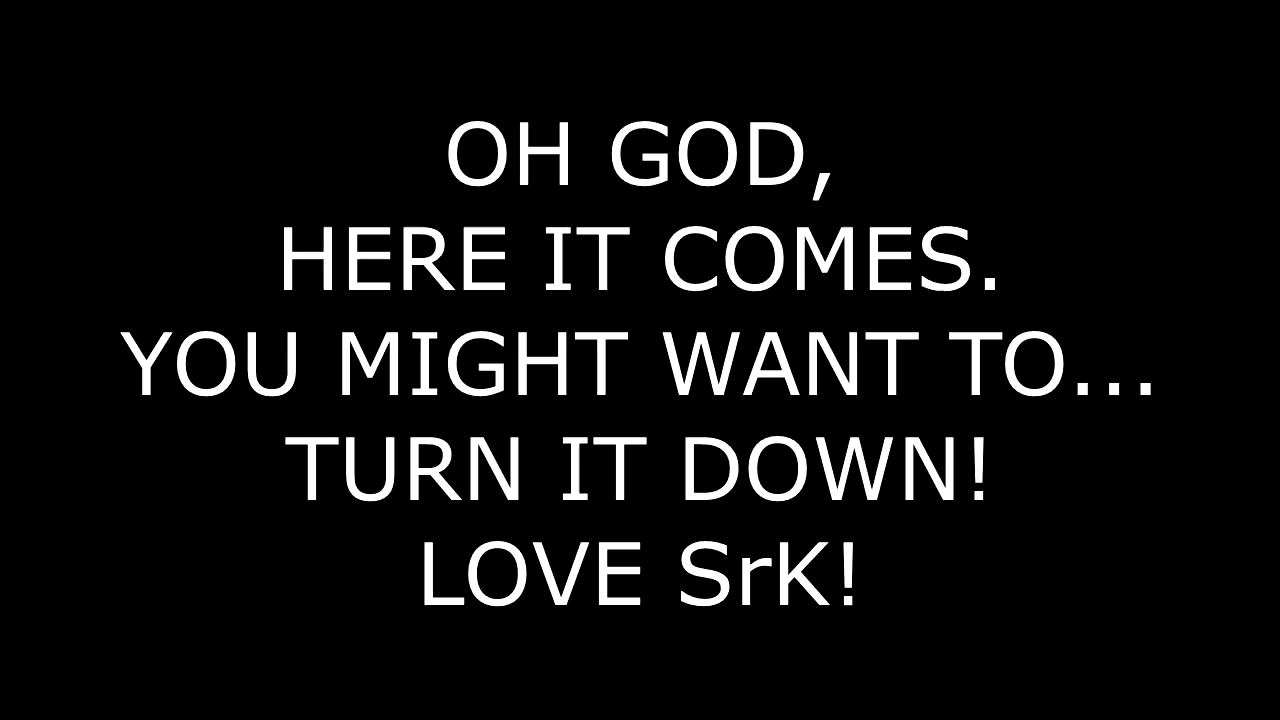 OH GOD,
HERE IT COMES.
YOU MIGHT WANT TO...
TURN IT DOWN!
LOVE SrK!